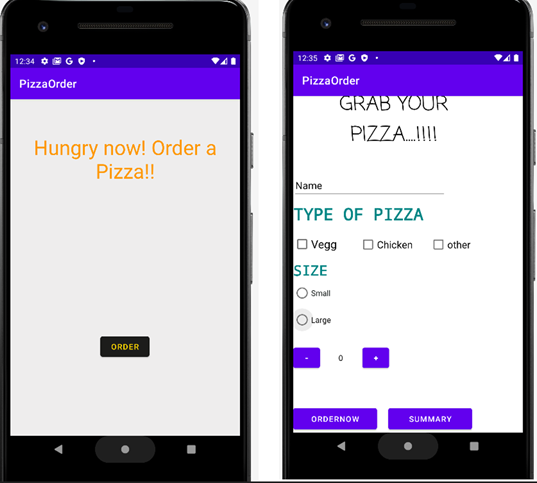 12:34
PizzaOrder
Hungry now! Order a
Pizza!!
ORDER
12:35
PizzaOrder
GRAB YOUR
PIZZA....!!!!
Name
TYPE OF PIZZA
Vegg Chicken other
SIZE
Small
Large
- 0 +
ORDERNOW SUMMARY